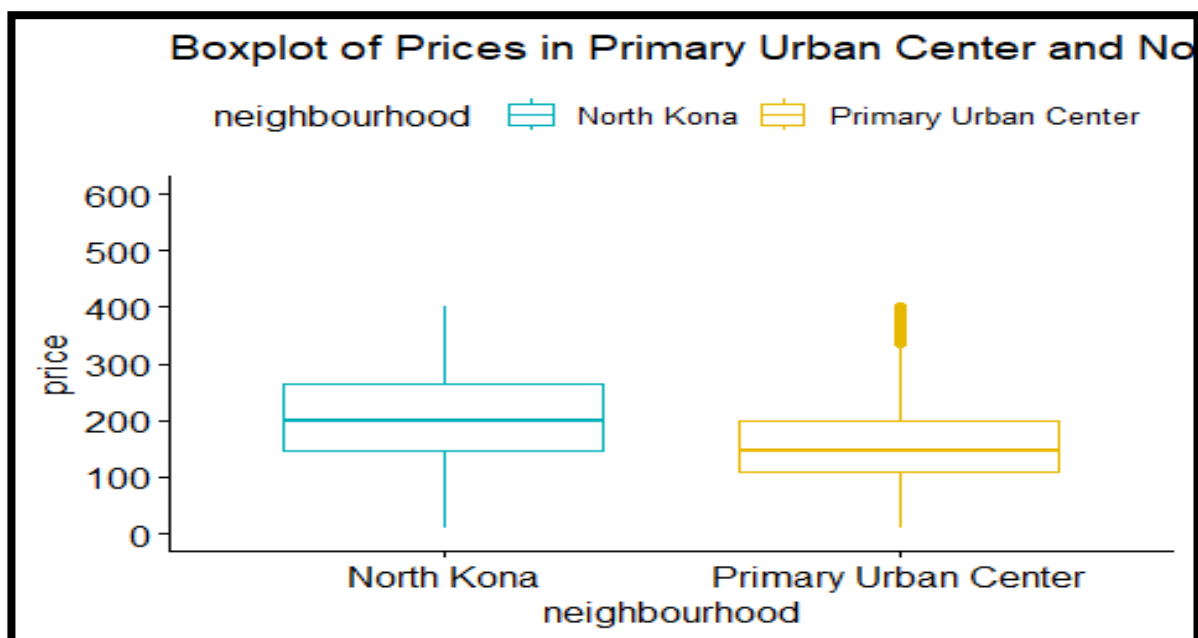 Boxplot of Prices in Primary Urban Center and No
neighbourhood North Kona Primary Urban Center
600
500
400
300
200
100
0
price
North Kona Primary Urban Center
neighbourhood